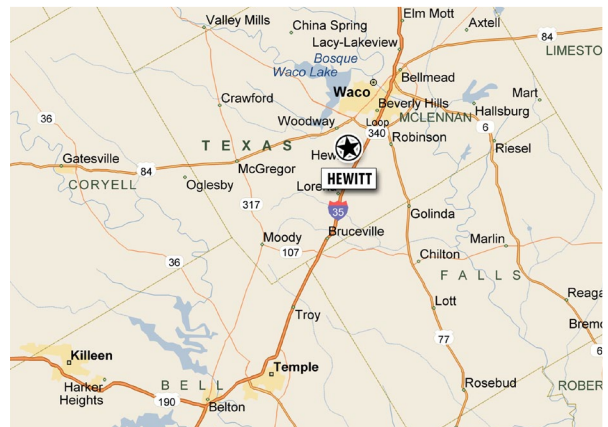 Elm Mott
Valley Mills
China Spring
Axtell
Lacy-Lakeview
84
LIMESTO
Bosque
Waco Lake
Bellmead
Waco
Mart
Crawford
Beverly Hills
Hallsburg
36
Woodway
Loop
340
MCLENNAN
6
TEXAS
Robinson
Riesel
Hew
Gatesville
84
McGregor
HEWITT
CORYELL
Oglesby
Lore
317
35
Golinda
Moody
107
Bruceville
Marlin
36
Chilton
FALLS
Reaga
Troy
Lott
Bremo
77
6
Killeen
Temple
Harker
Heights
BELL
Rosebud
ROBER
190
Belton